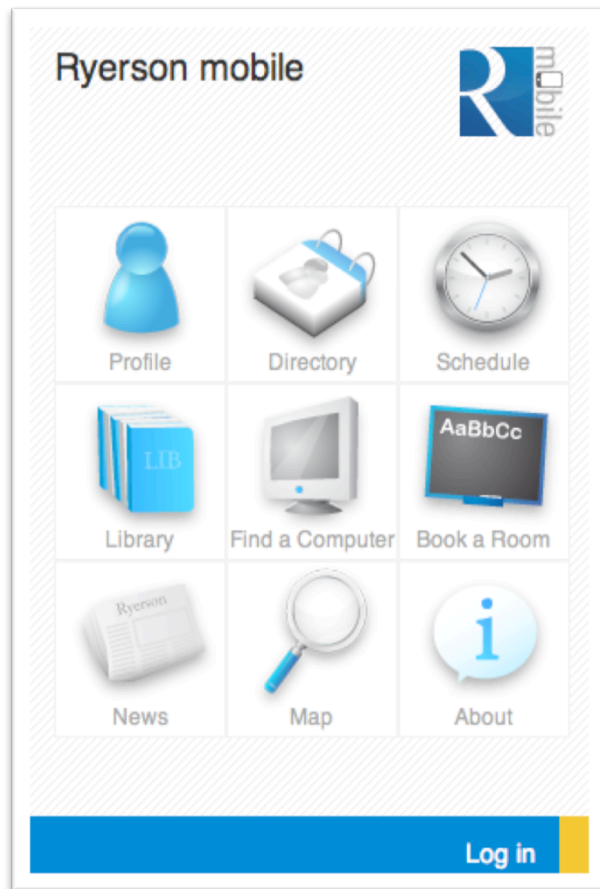 Ryerson mobile
R mobile
Profile
Directory
Schedule
LIB
AaBbCc
Library
Find a Computer
Book a Room
Ryerson
i
News
Map
About
Log in